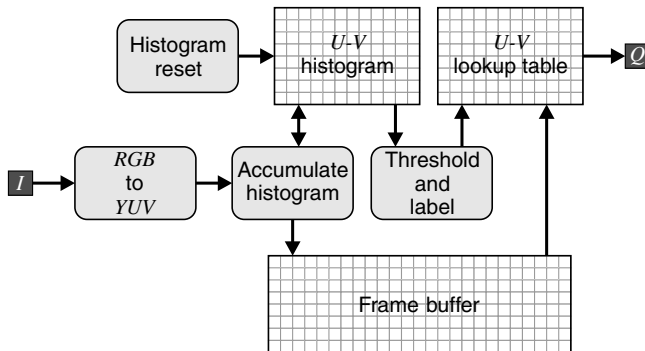 Histogram
reset
U-V
histogram
U-V
lookup table
Q
I
RGB
to
YUV
Accumulate
histogram
Threshold
and
label
Frame buffer